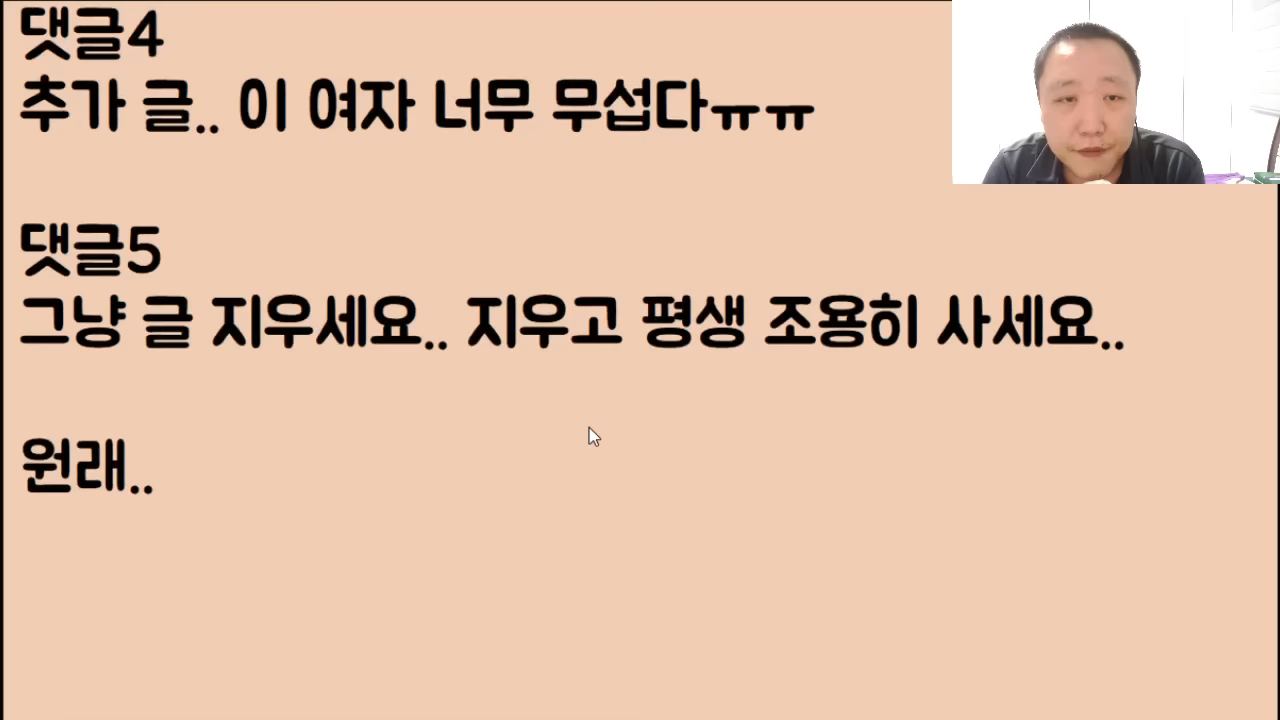 댓글4
추가 글.. 이 여자 너무 무섭다ㅠㅠ
댓글5
그냥 글 지우세요.. 지우고 평생 조용히 사세요..
원래..